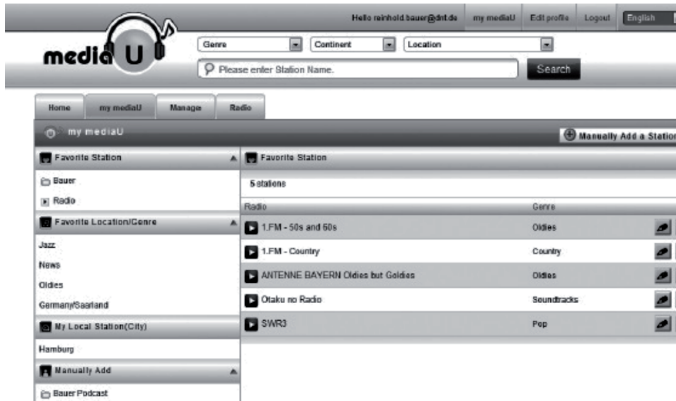 Hello reinhold.bauer@dnt.de my mediaU Edit profile Logout English
media U
Genre Continent Location
Please enter Station Name. Search
Home my mediaU Manage Radio
my mediaU
Manually Add a Station
Favorite Station
Bauer
Radio
Favorite Location/Genre
Jazz
News
Oldies
Germany/Saarland
My Local Station(City)
Hamburg
Manually Add
Bauer Podcast
Favorite Station
5 stations
Radio Genre
1.FM - 50s and 60s Oldies
1.FM - Country Country
ANTENNE BAYERN Oldies but Goldies Oldies
Otaku no Radio Soundtracks
SWR3 Pop